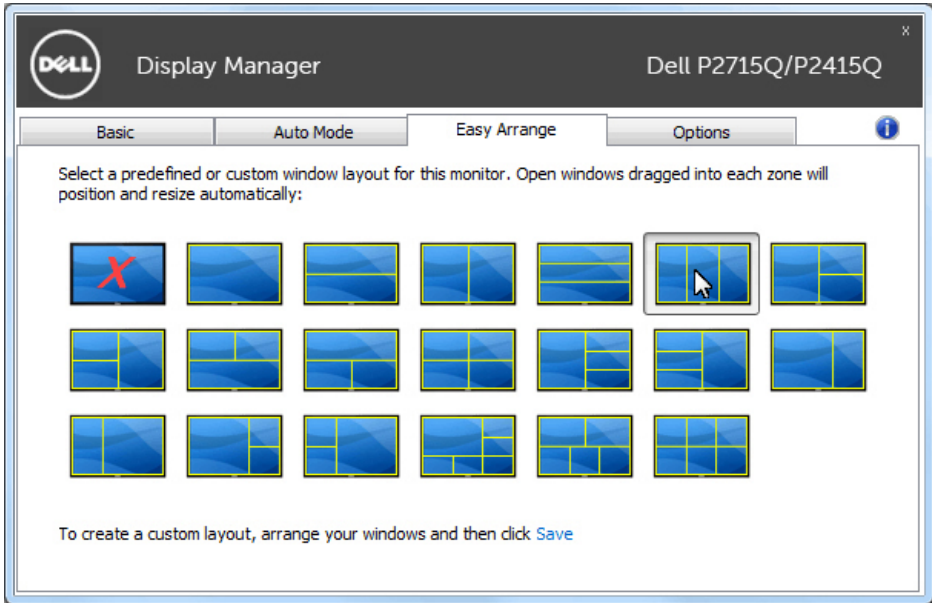 x
DELL Display Manager Dell P2715Q/P2415Q
Basic Auto Mode Easy Arrange Options i
Select a predefined or custom window layout for this monitor. Open windows dragged into each zone will
position and resize automatically:
X
To create a custom layout, arrange your windows and then click Save